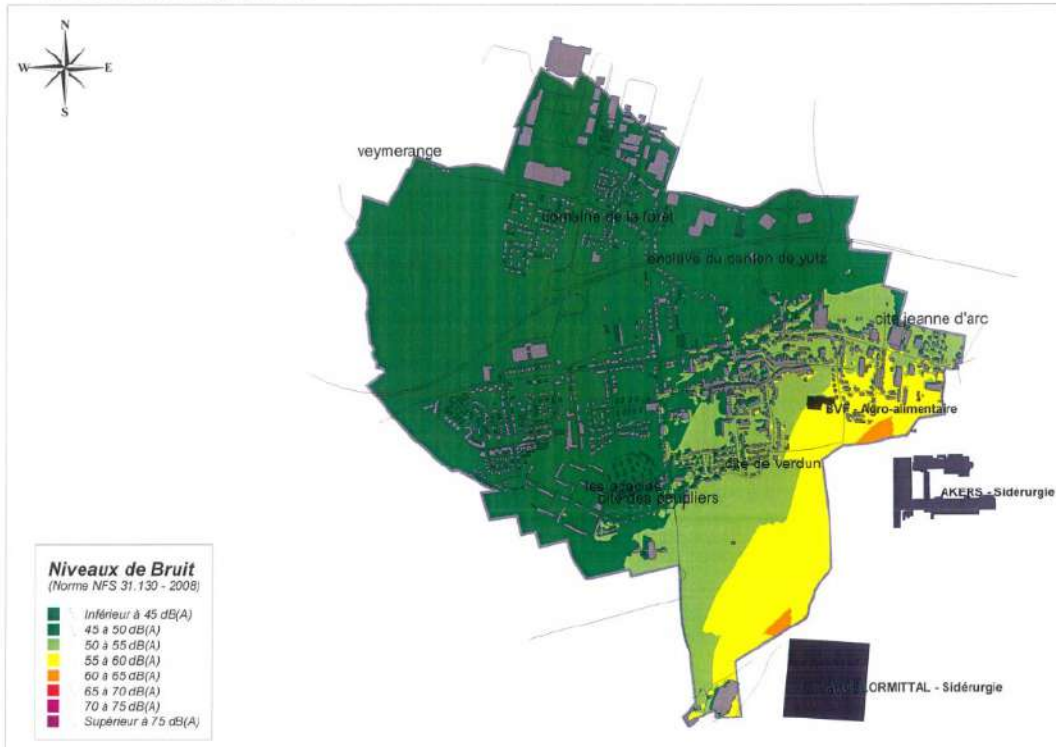 N
W E
S
veymerange
domaine de la forêt
enclave du canton de yutz
cité jeanne d'arc
BVF - Agro-alimentaire
cité de verdun
AKERS - Sidérurgie
les acacias
cité des peupliers
ARCELORMITTAL - Sidérurgie
Niveaux de Bruit
(Norme NFS 31.130 - 2008)
Inférieur à 45 dB(A)
45 à 50 dB(A)
50 à 55 dB(A)
55 à 60 dB(A)
60 à 65 dB(A)
65 à 70 dB(A)
70 à 75 dB(A)
Supérieur à 75 dB(A)